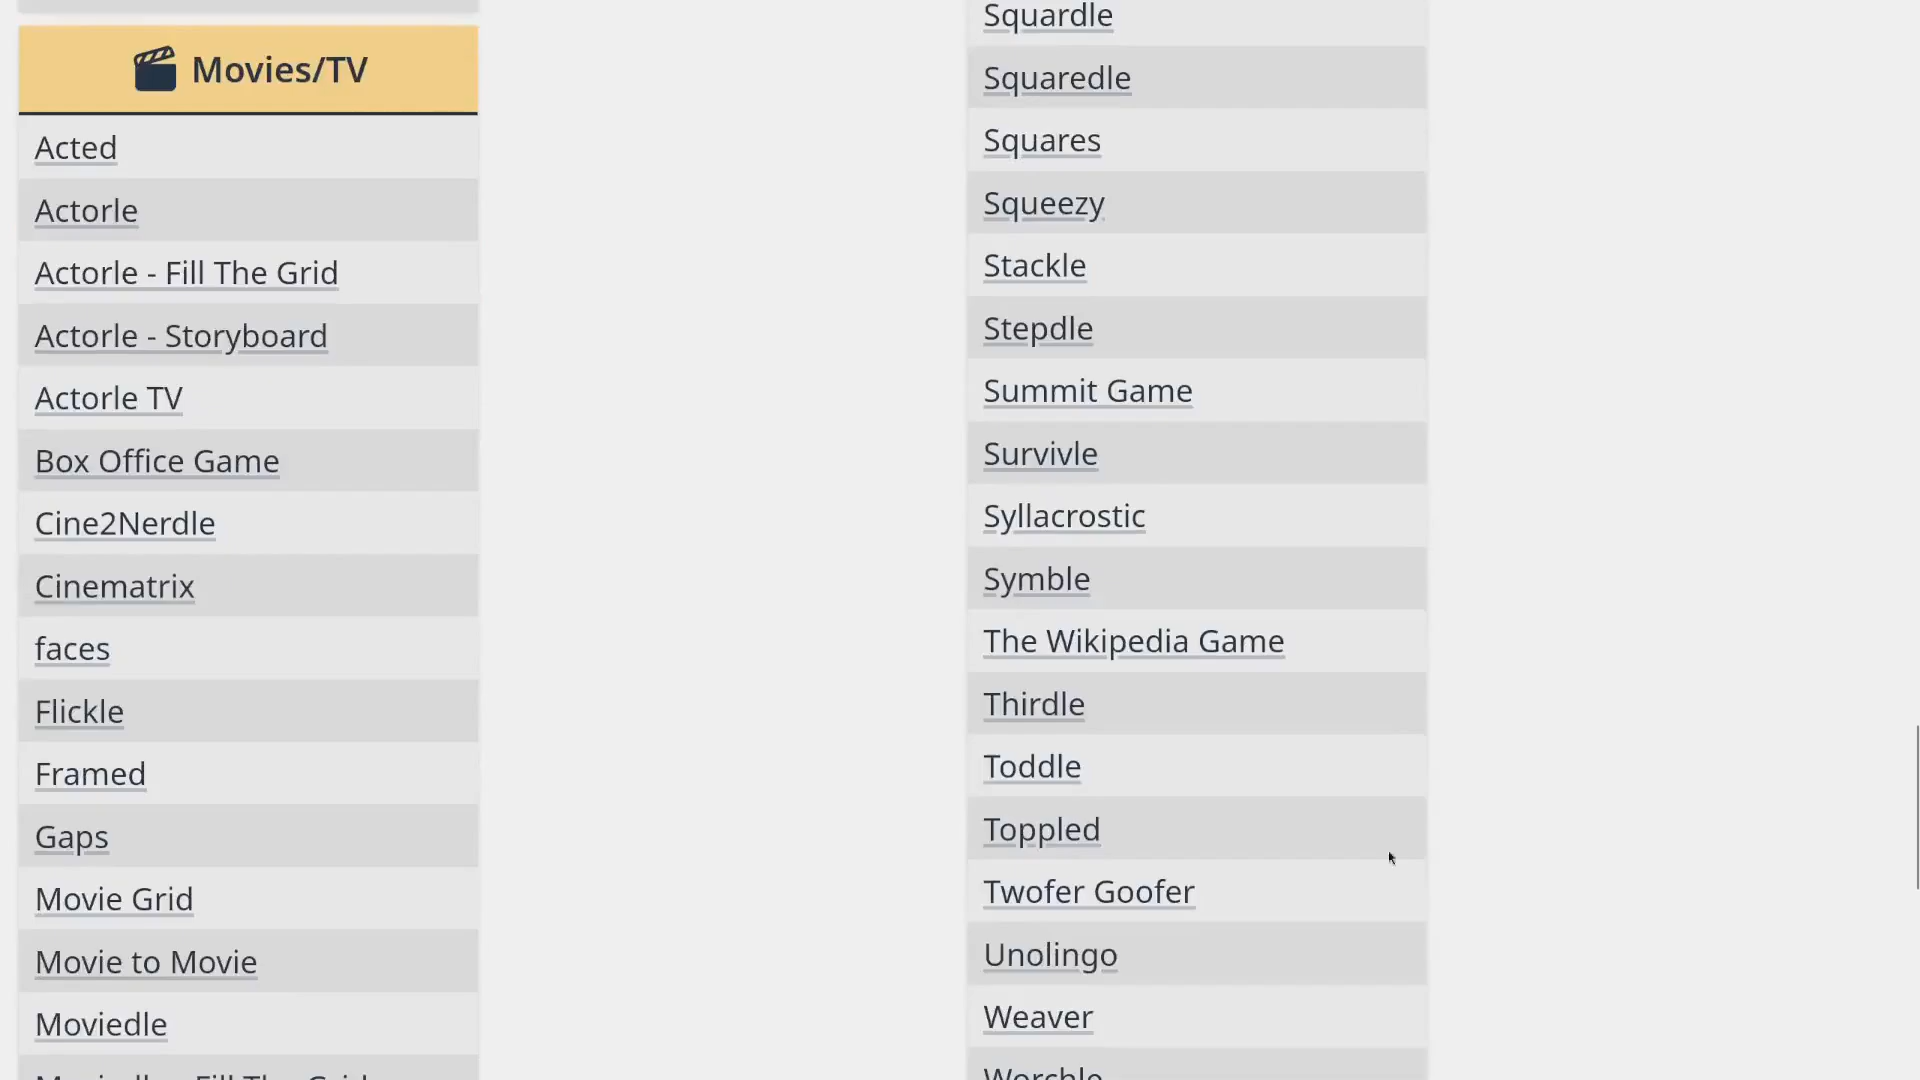 Movies/TV
Acted
Actorle
Actorle - Fill The Grid
Actorle - Storyboard
Actorle TV
Box Office Game
Cine2Nerdle
Cinematrix
faces
Flickle
Framed
Gaps
Movie Grid
Movie to Movie
Moviedle
Squardle
Squaredle
Squares
Squeezy
Stackle
Stepdle
Summit Game
Survivle
Syllacrostic
Symble
The Wikipedia Game
Thirdle
Toddle
Toppled
Twofer Goofer
Unolingo
Weaver